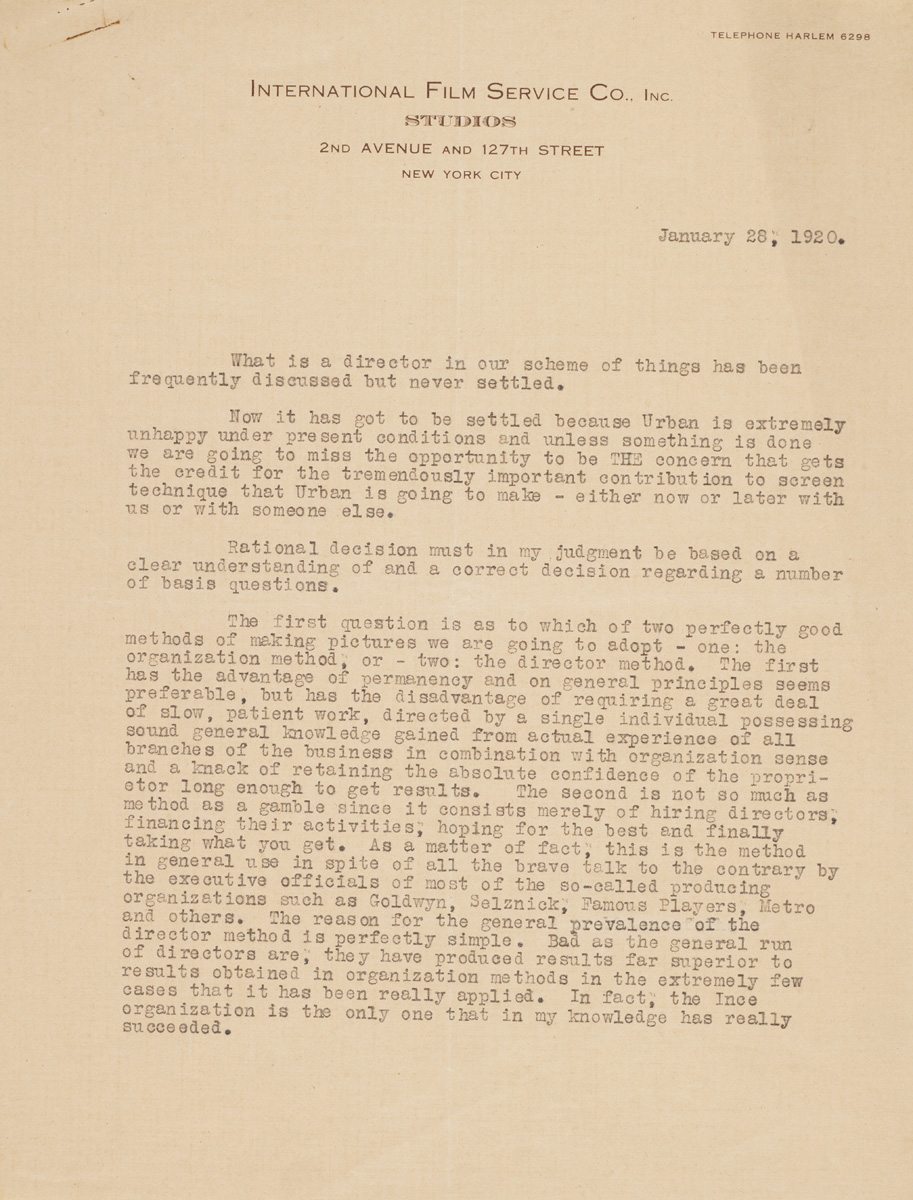 TELEPHONE HARLEM 6298
INTERNATIONAL FILM SERVICE CO., INC.
STUDIOS
2ND AVENUE AND 127TH STREET
NEW YORK CITY
January 28, 1920.
What is a director in our scheme of things has been
frequently discussed but never settled.
Now it has got to be settled because Urban is extremely
unhappy under present conditions and unless something is done
we are going to miss the opportunity to be THE concern that gets
the credit for the tremendously important contribution to screen
technique that Urban is going to make - either now or later with
us or with someone else.
Rational decision must in my judgment be based on a
clear understanding of and a correct decision regarding a number
of basis questions.
The first question is as to which of two perfectly good
methods of making pictures we are going to adopt - one: the
organization method, or - two: the director method. The first
has the advantage of permanency and on general principles seems
preferable, but has the disadvantage of requiring a great deal
of slow, patient work, directed by a single individual possessing
sound general knowledge gained from actual experience of all
branches of the business in combination with organization sense
and a knack of retaining the absolute confidence of the propri-
etor long enough to get results. The second is not so much as
method as a gamble since it consists merely of hiring directors,
financing their activities, hoping for the best and finally
taking what you get. As a matter of fact, this is the method
in general use in spite of all the brave talk to the contrary by
the executive officials of most of the so-called producing
organizations such as Goldwyn, Selznick, Famous Players, Metro
and others. The reason for the general prevalence of the
director method is perfectly simple. Bad as the general run
of directors are, they have produced results far superior to
results obtained in organization methods in the extremely few
cases that it has been really applied. In fact, the Ince
organization is the only one that in my knowledge has really
succeeded.